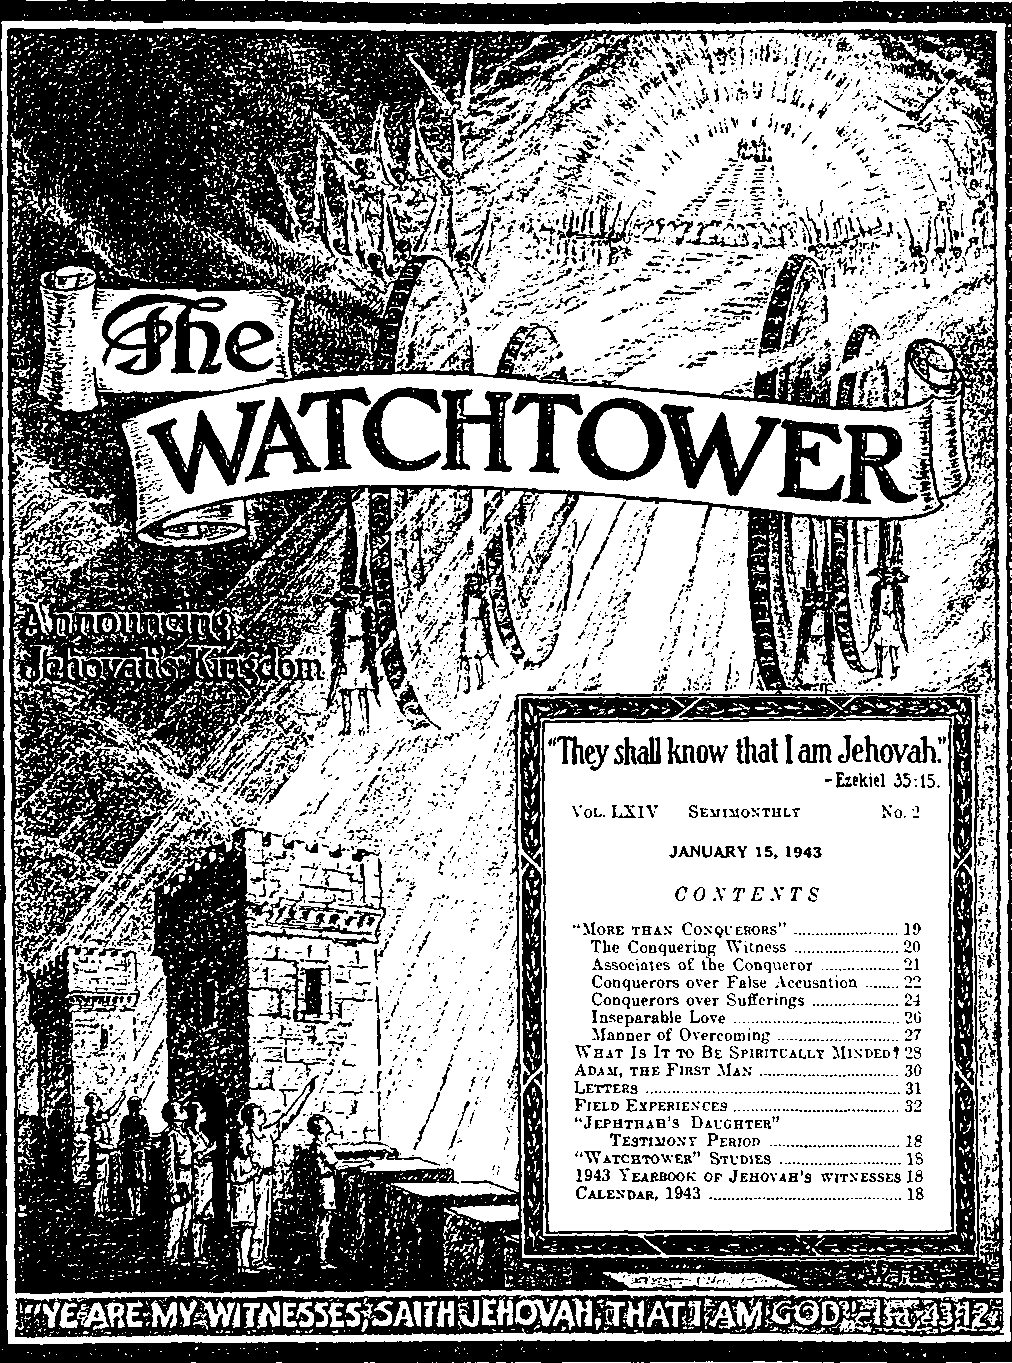 The
WATCHTOWER
Announcing
Jehovah's Kingdom
"They shall know that I am Jehovah."
-Ezekiel 35:15.
VOL. LXIV SEMIMONTHLY No. 2
JANUARY 15, 1943
CONTENTS
"MORE THAN CONQUERORS" 19
The Conquering Witness 20
Associates of the Conqueror 21
Conquerors over False Accusation 22
Conquerors over Sufferings 24
Inseparable Love 26
Manner of Overcoming 27
WHAT IS IT TO BE SPIRITUALLY MINDED? 28
ADAM, THE FIRST MAN 30
LETTERS 31
FIELD EXPERIENCES 32
"JEPHTHAH'S DAUGHTER"
TESTIMONY PERIOD 18
"WATCHTOWER" STUDIES 18
1943 YEARBOOK OF JEHOVAH'S WITNESSES 18
CALENDAR, 1943 18
"YE ARE MY WITNESSES, SAITH JEHOVAH, THAT I AM GOD."-Isa. 43:12.